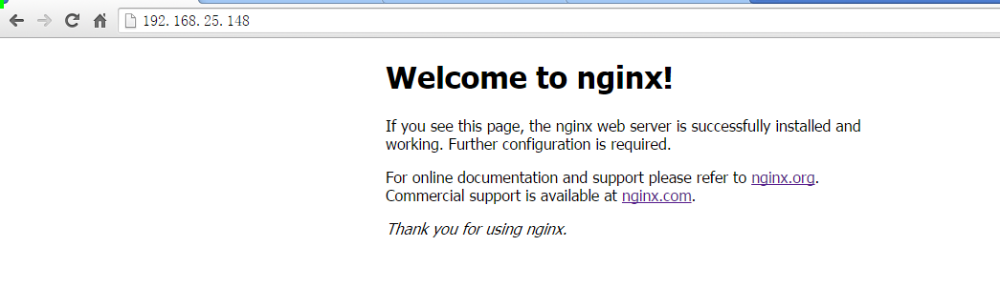 192.168.25.148
Welcome to nginx!
If you see this page, the nginx web server is successfully installed and
working. Further configuration is required.
For online documentation and support please refer to nginx.org.
Commercial support is available at nginx.com.
Thank you for using nginx.